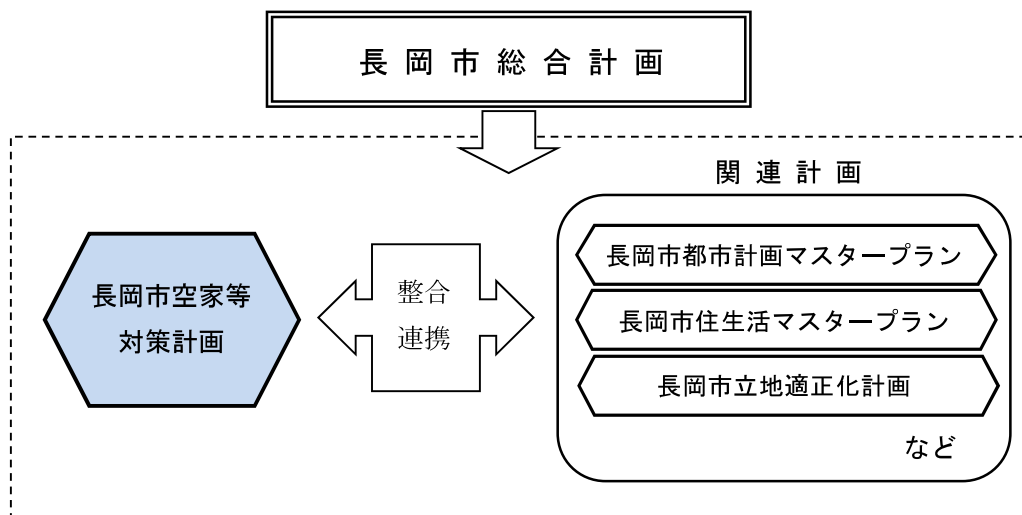 長岡市総合計画
関連計画
長岡市空家等
対策計画
整合
連携
長岡市都市計画マスタープラン
長岡市住生活マスタープラン
長岡市立地適正化計画
など